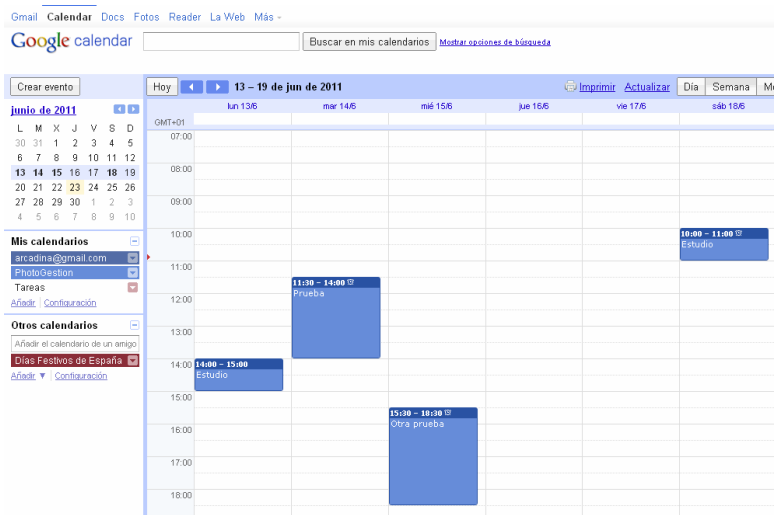 Gmail Calendar Docs Fotos Reader La Web Más
Google calendar Buscar en mis calendarios Mostrar opciones de búsqueda
Crear evento Hoy 13 – 19 de jun de 2011 Imprimir Actualizar Día Semana
junio de 2011
L M X J V S D
30 31 1 2 3 4 5
6 7 8 9 10 11 12
13 14 15 16 17 18 19
20 21 22 23 24 25 26
27 28 29 30 1 2 3
4 5 6 7 8 9 10
Mis calendarios
arcadina@gmail.com
PhotoGestion
Tareas
Añadir Configuración
Otros calendarios
Añadir el calendario de un amigo
Días Festivos de España
Añadir ▼ Configuración
lun 13/6 mar 14/6 mié 15/6 jue 16/6 vie 17/6 sáb 18/6
GMT+01
07:00
08:00
09:00
10:00
10:00 – 11:00
Estudio
11:00
11:30 – 14:00
Prueba
12:00
13:00
14:00
14:00 – 15:00
Estudio
15:00
15:30 – 18:30
Otra prueba
16:00
17:00
18:00